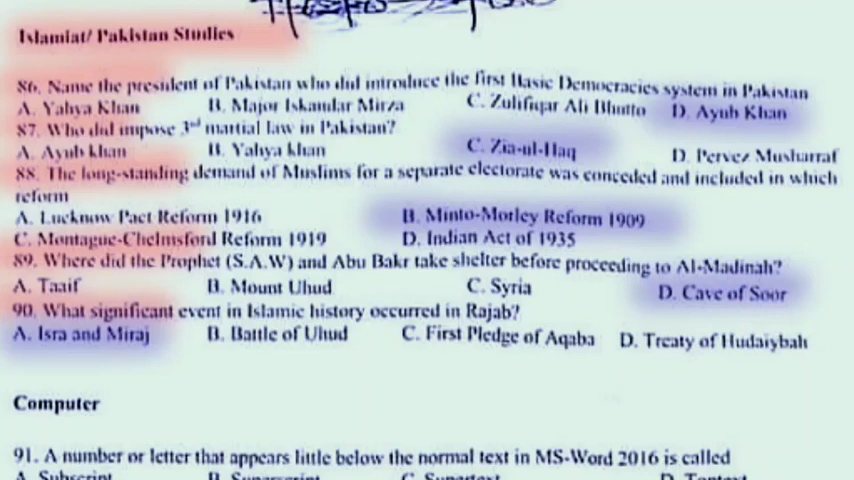 Islamiat/ Pakistan Studies
86. Name the president of Pakistan who did introduce the first Basic Democracies system in Pakistan
A. Yahya Khan B. Major Iskandar Mirza C. Zulifiqar Ali Bhutto D. Ayub Khan
87. Who did impose 3rd martial law in Pakistan?
A. Ayub khan B. Yahya khan C. Zia-ul-Haq D. Pervez Musharraf
88. The long-standing demand of Muslims for a separate electorate was conceded and included in which
reform
A. Lucknow Pact Reform 1916 B. Minto-Morley Reform 1909
C. Montague-Chelmsford Reform 1919 D. Indian Act of 1935
89. Where did the Prophet (S.A.W) and Abu Bakr take shelter before proceeding to Al-Madinah?
A. Taaif B. Mount Uhud C. Syria D. Cave of Soor
90. What significant event in Islamic history occurred in Rajab?
A. Isra and Miraj B. Battle of Uhud C. First Pledge of Aqaba D. Treaty of Hudaiybah
Computer
91. A number or letter that appears little below the normal text in MS-Word 2016 is called
A. Subscript B. Superscript C. Supertext D. Toptext